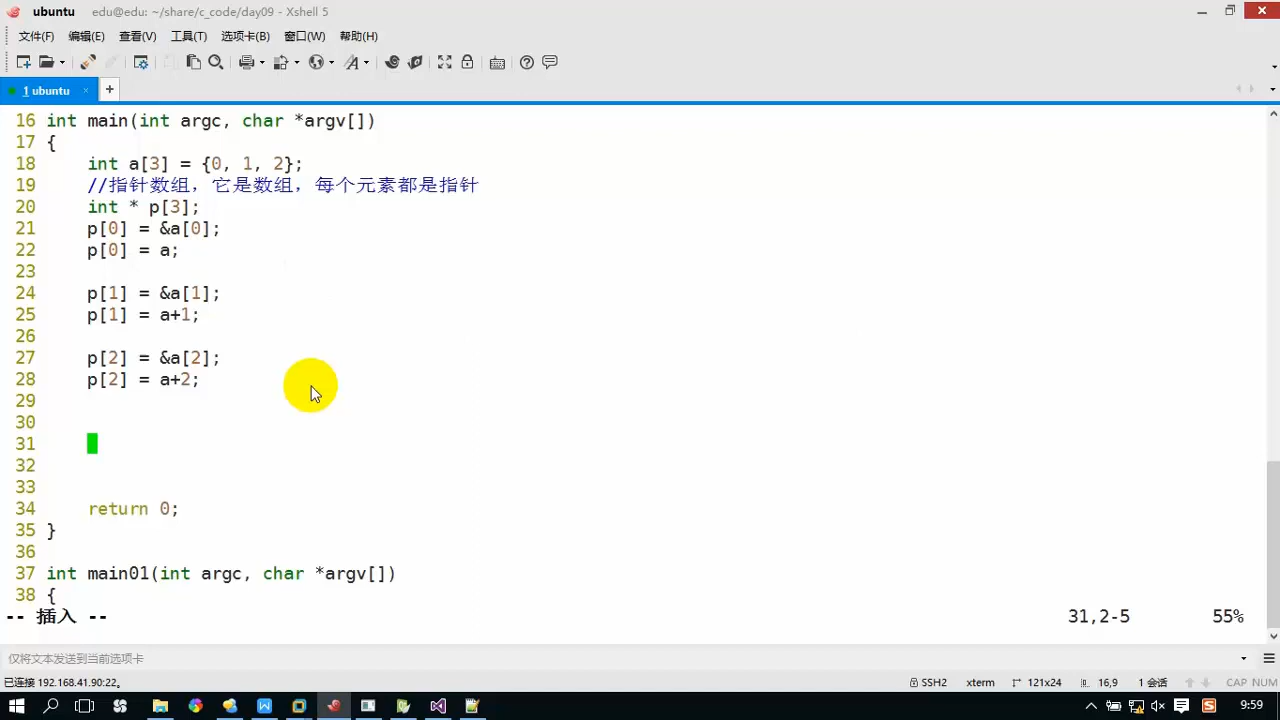 ubuntu edu@edu: ~/share/c_code/day09 - Xshell 5
文件(F) 编辑(E) 查看(V) 工具(T) 选项卡(B) 窗口(W) 帮助(H)
1 ubuntu × +
16 int main(int argc, char *argv[])
17 {
18     int a[3] = {0, 1, 2};
19     //指针数组，它是数组，每个元素都是指针
20     int * p[3];
21     p[0] = &a[0];
22     p[0] = a;
23
24     p[1] = &a[1];
25     p[1] = a+1;
26
27     p[2] = &a[2];
28     p[2] = a+2;
29
30
31
32
33
34     return 0;
35 }
36
37 int main01(int argc, char *argv[])
38 {
-- 插入 -- 31,2-5 55%
仅将文本发送到当前选项卡
已连接 192.168.41.90:22。 SSH2 xterm 121x24 16,9 1 会话 CAP NUM
9:59